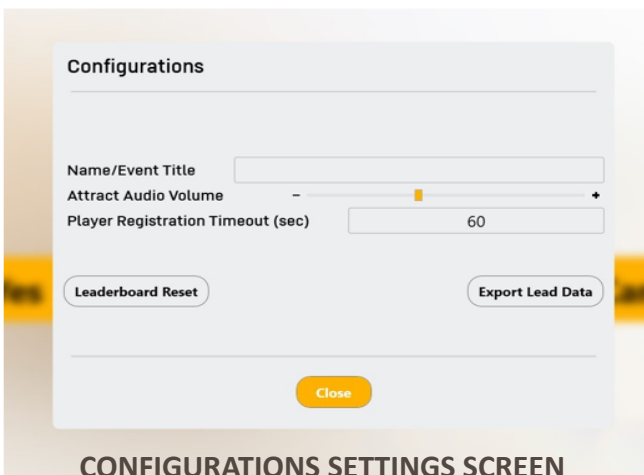 Configurations
Name/Event Title
Attract Audio Volume - +
Player Registration Timeout (sec) 60
Leaderboard Reset Export Lead Data
Close
CONFIGURATIONS SETTINGS SCREEN